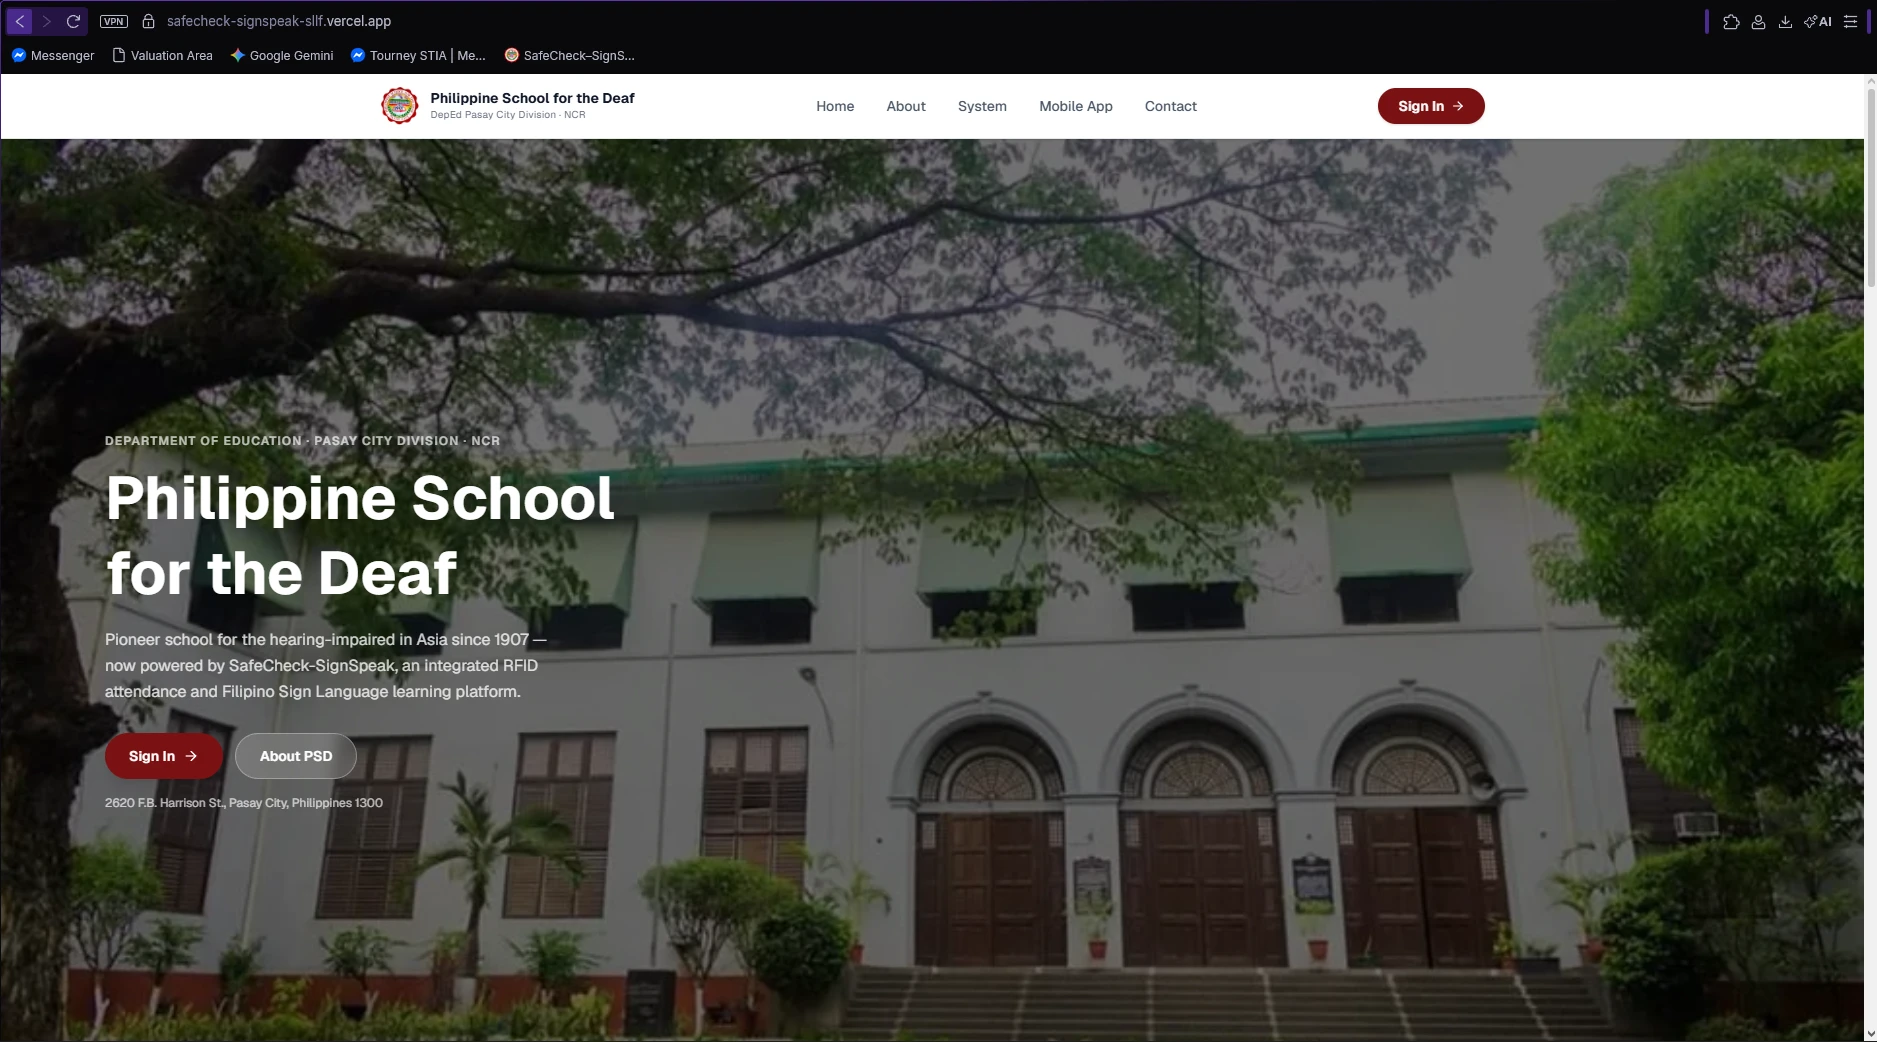 VPN
safecheck-signspeak-sllf.vercel.app
AI
Messenger
Valuation Area
Google Gemini
Tourney STIA | Me...
SafeCheck–SignS...
Philippine School for the Deaf
DepEd Pasay City Division · NCR
Home
About
System
Mobile App
Contact
Sign In →
DEPARTMENT OF EDUCATION · PASAY CITY DIVISION · NCR
Philippine School
for the Deaf
Pioneer school for the hearing-impaired in Asia since 1907 —
now powered by SafeCheck-SignSpeak, an integrated RFID
attendance and Filipino Sign Language learning platform.
Sign In →
About PSD
2620 F.B. Harrison St., Pasay City, Philippines 1300